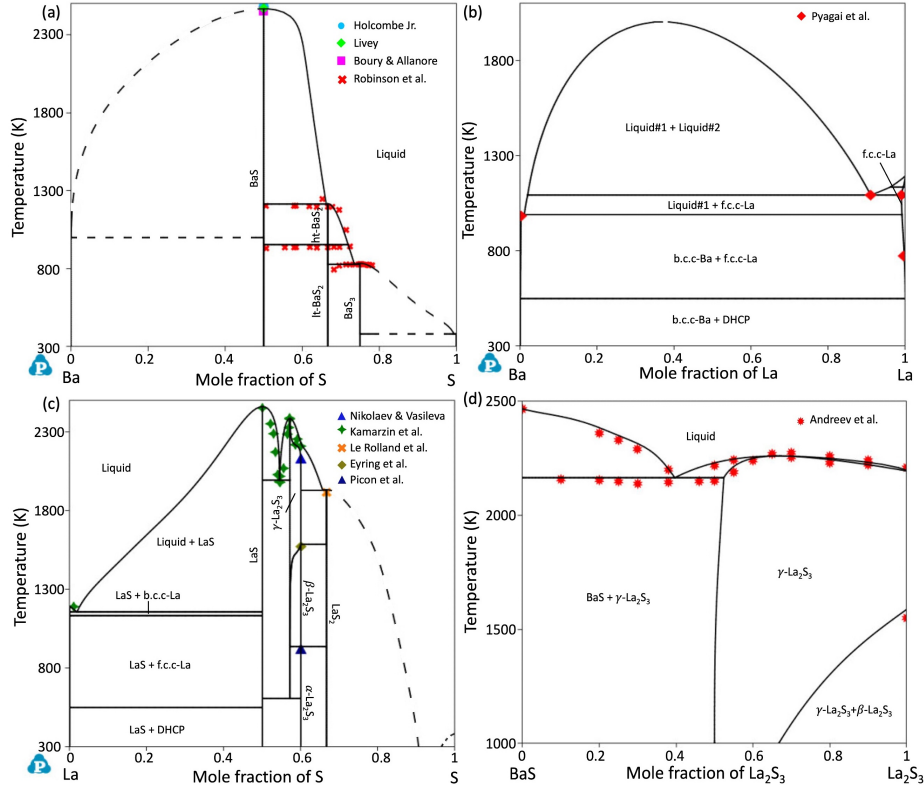 (a)
2300
1800
1300
800
300
Temperature (K)
Holcombe Jr.
Livey
Boury & Allanore
Robinson et al.
Liquid
BaS
ht-BaS2
lt-BaS2
BaS3
0
0.2
0.4
0.6
0.8
1
P
Ba
Mole fraction of S
S
(b)
1800
1300
800
300
Temperature (K)
Pyagai et al.
Liquid#1 + Liquid#2
f.c.c-La
Liquid#1 + f.c.c-La
b.c.c-Ba + f.c.c-La
b.c.c-Ba + DHCP
0
0.2
0.4
0.6
0.8
1
P
Ba
Mole fraction of La
La
(c)
2300
1800
1300
800
300
Temperature (K)
Nikolaev & Vasileva
Kamarzin et al.
Le Rolland et al.
Eyring et al.
Picon et al.
Liquid
Liquid + LaS
LaS + b.c.c-La
LaS + f.c.c-La
LaS + DHCP
LaS
γ-La2S3
β-La2S3
α-La2S3
LaS2
0
0.2
0.4
0.6
0.8
1
P
La
Mole fraction of S
S
(d)
2500
2000
1500
1000
Temperature (K)
Andreev et al.
Liquid
γ-La2S3
BaS + γ-La2S3
γ-La2S3+β-La2S3
0
0.2
0.4
0.6
0.8
1
BaS
Mole fraction of La2S3
La2S3